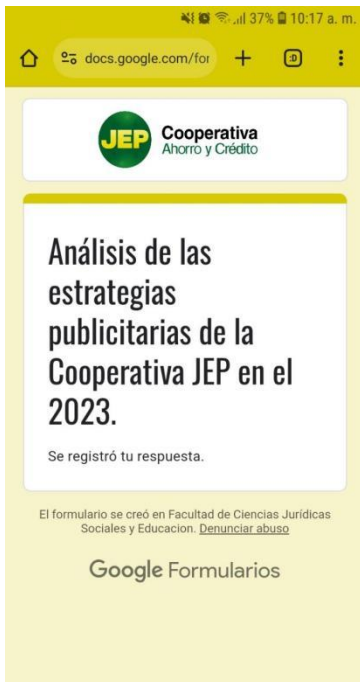 37% 10:17 a. m.
docs.google.com/for
:D
JEP Cooperativa
Ahorro y Crédito
Análisis de las
estrategias
publicitarias de
la
Cooperativa JEP en el
2023.
Se registró tu respuesta.
El formulario se creó en Facultad de Ciencias Jurídicas
Sociales y Educacion. Denunciar abuso
Google Formularios